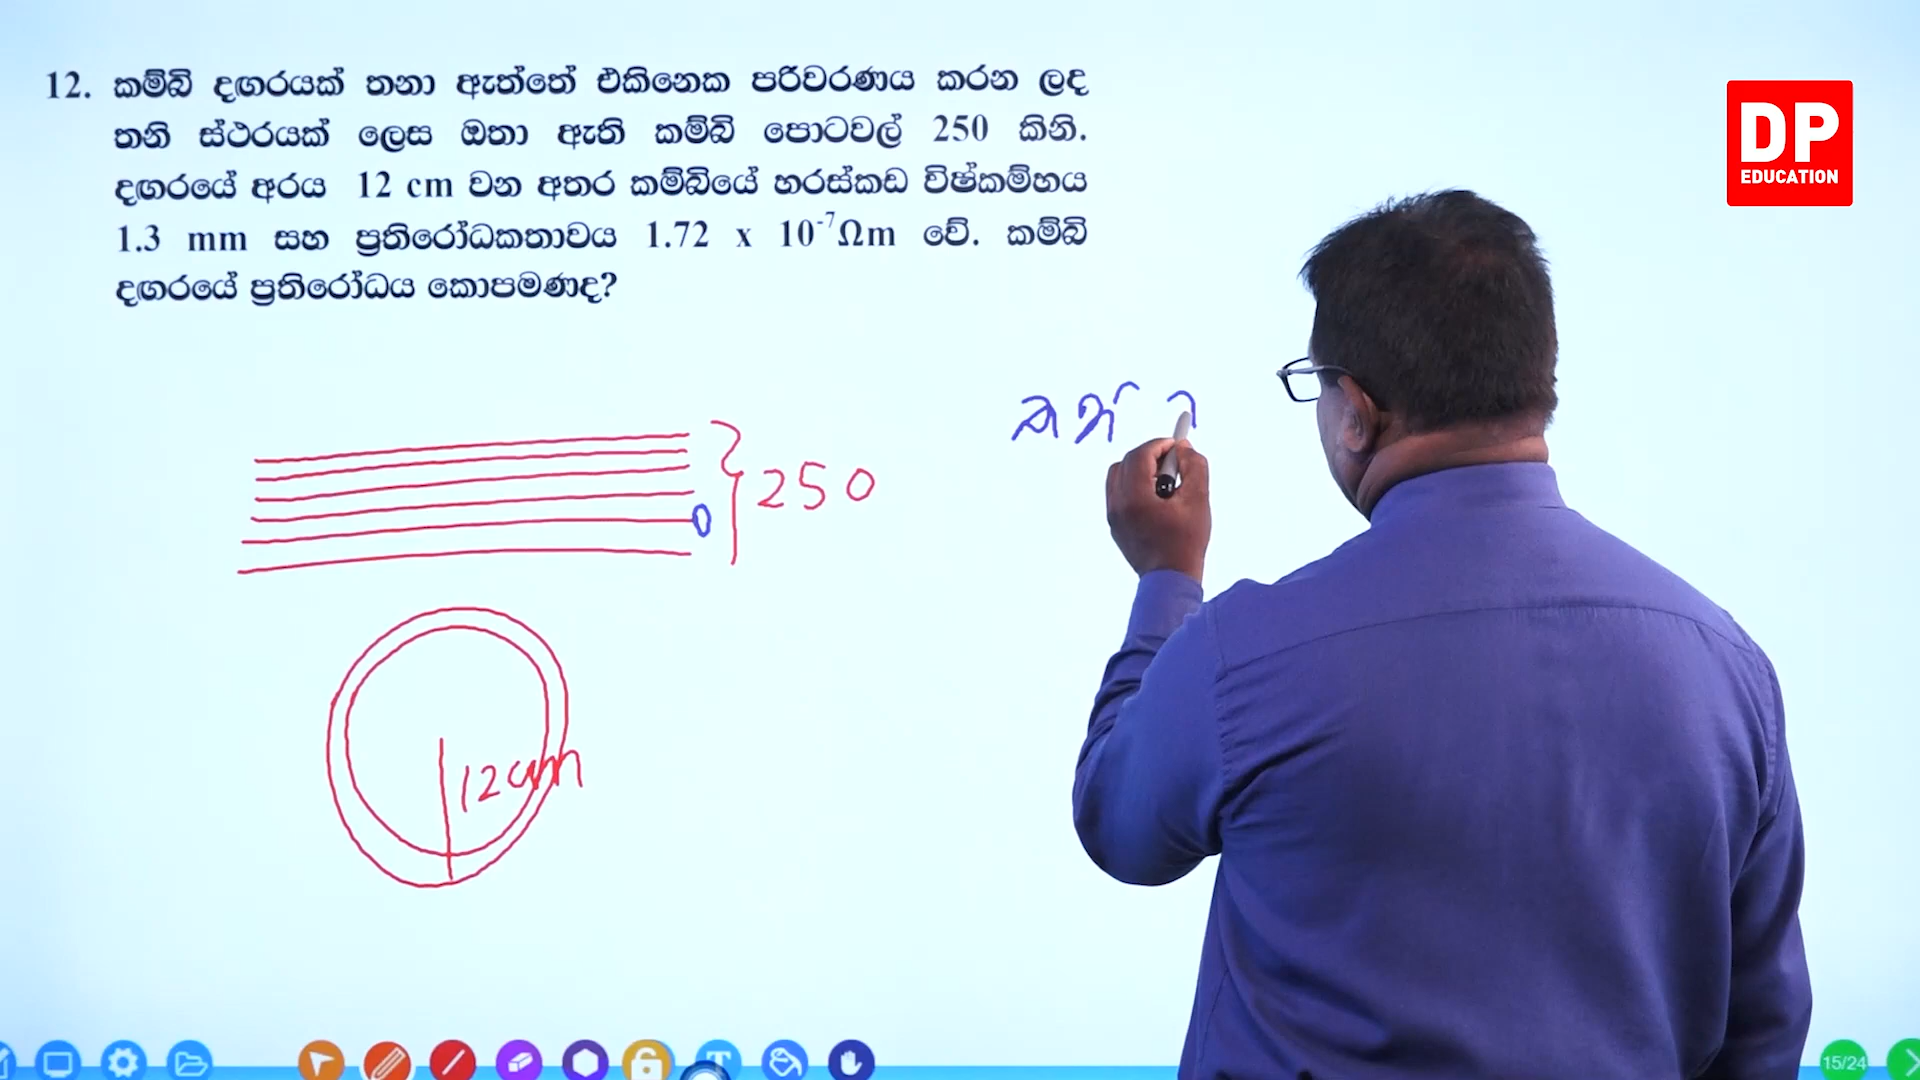 12. කම්බි දඟරයක් තනා ඇත්තේ එකිනෙක පරිවරණය කරන ලද
තනි ස්ථරයක් ලෙස ඔතා ඇති කම්බි පොටවල් 250 කිනි.
දඟරයේ අරය 12 cm වන අතර කම්බියේ හරස්කඩ විෂ්කම්භය
1.3 mm සහ ප්‍රතිරෝධකතාවය 1.72 x 10⁻⁷Ωm වේ. කම්බි
දඟරයේ ප්‍රතිරෝධය කොපමණද?
DP
EDUCATION
250
12cm
15/24